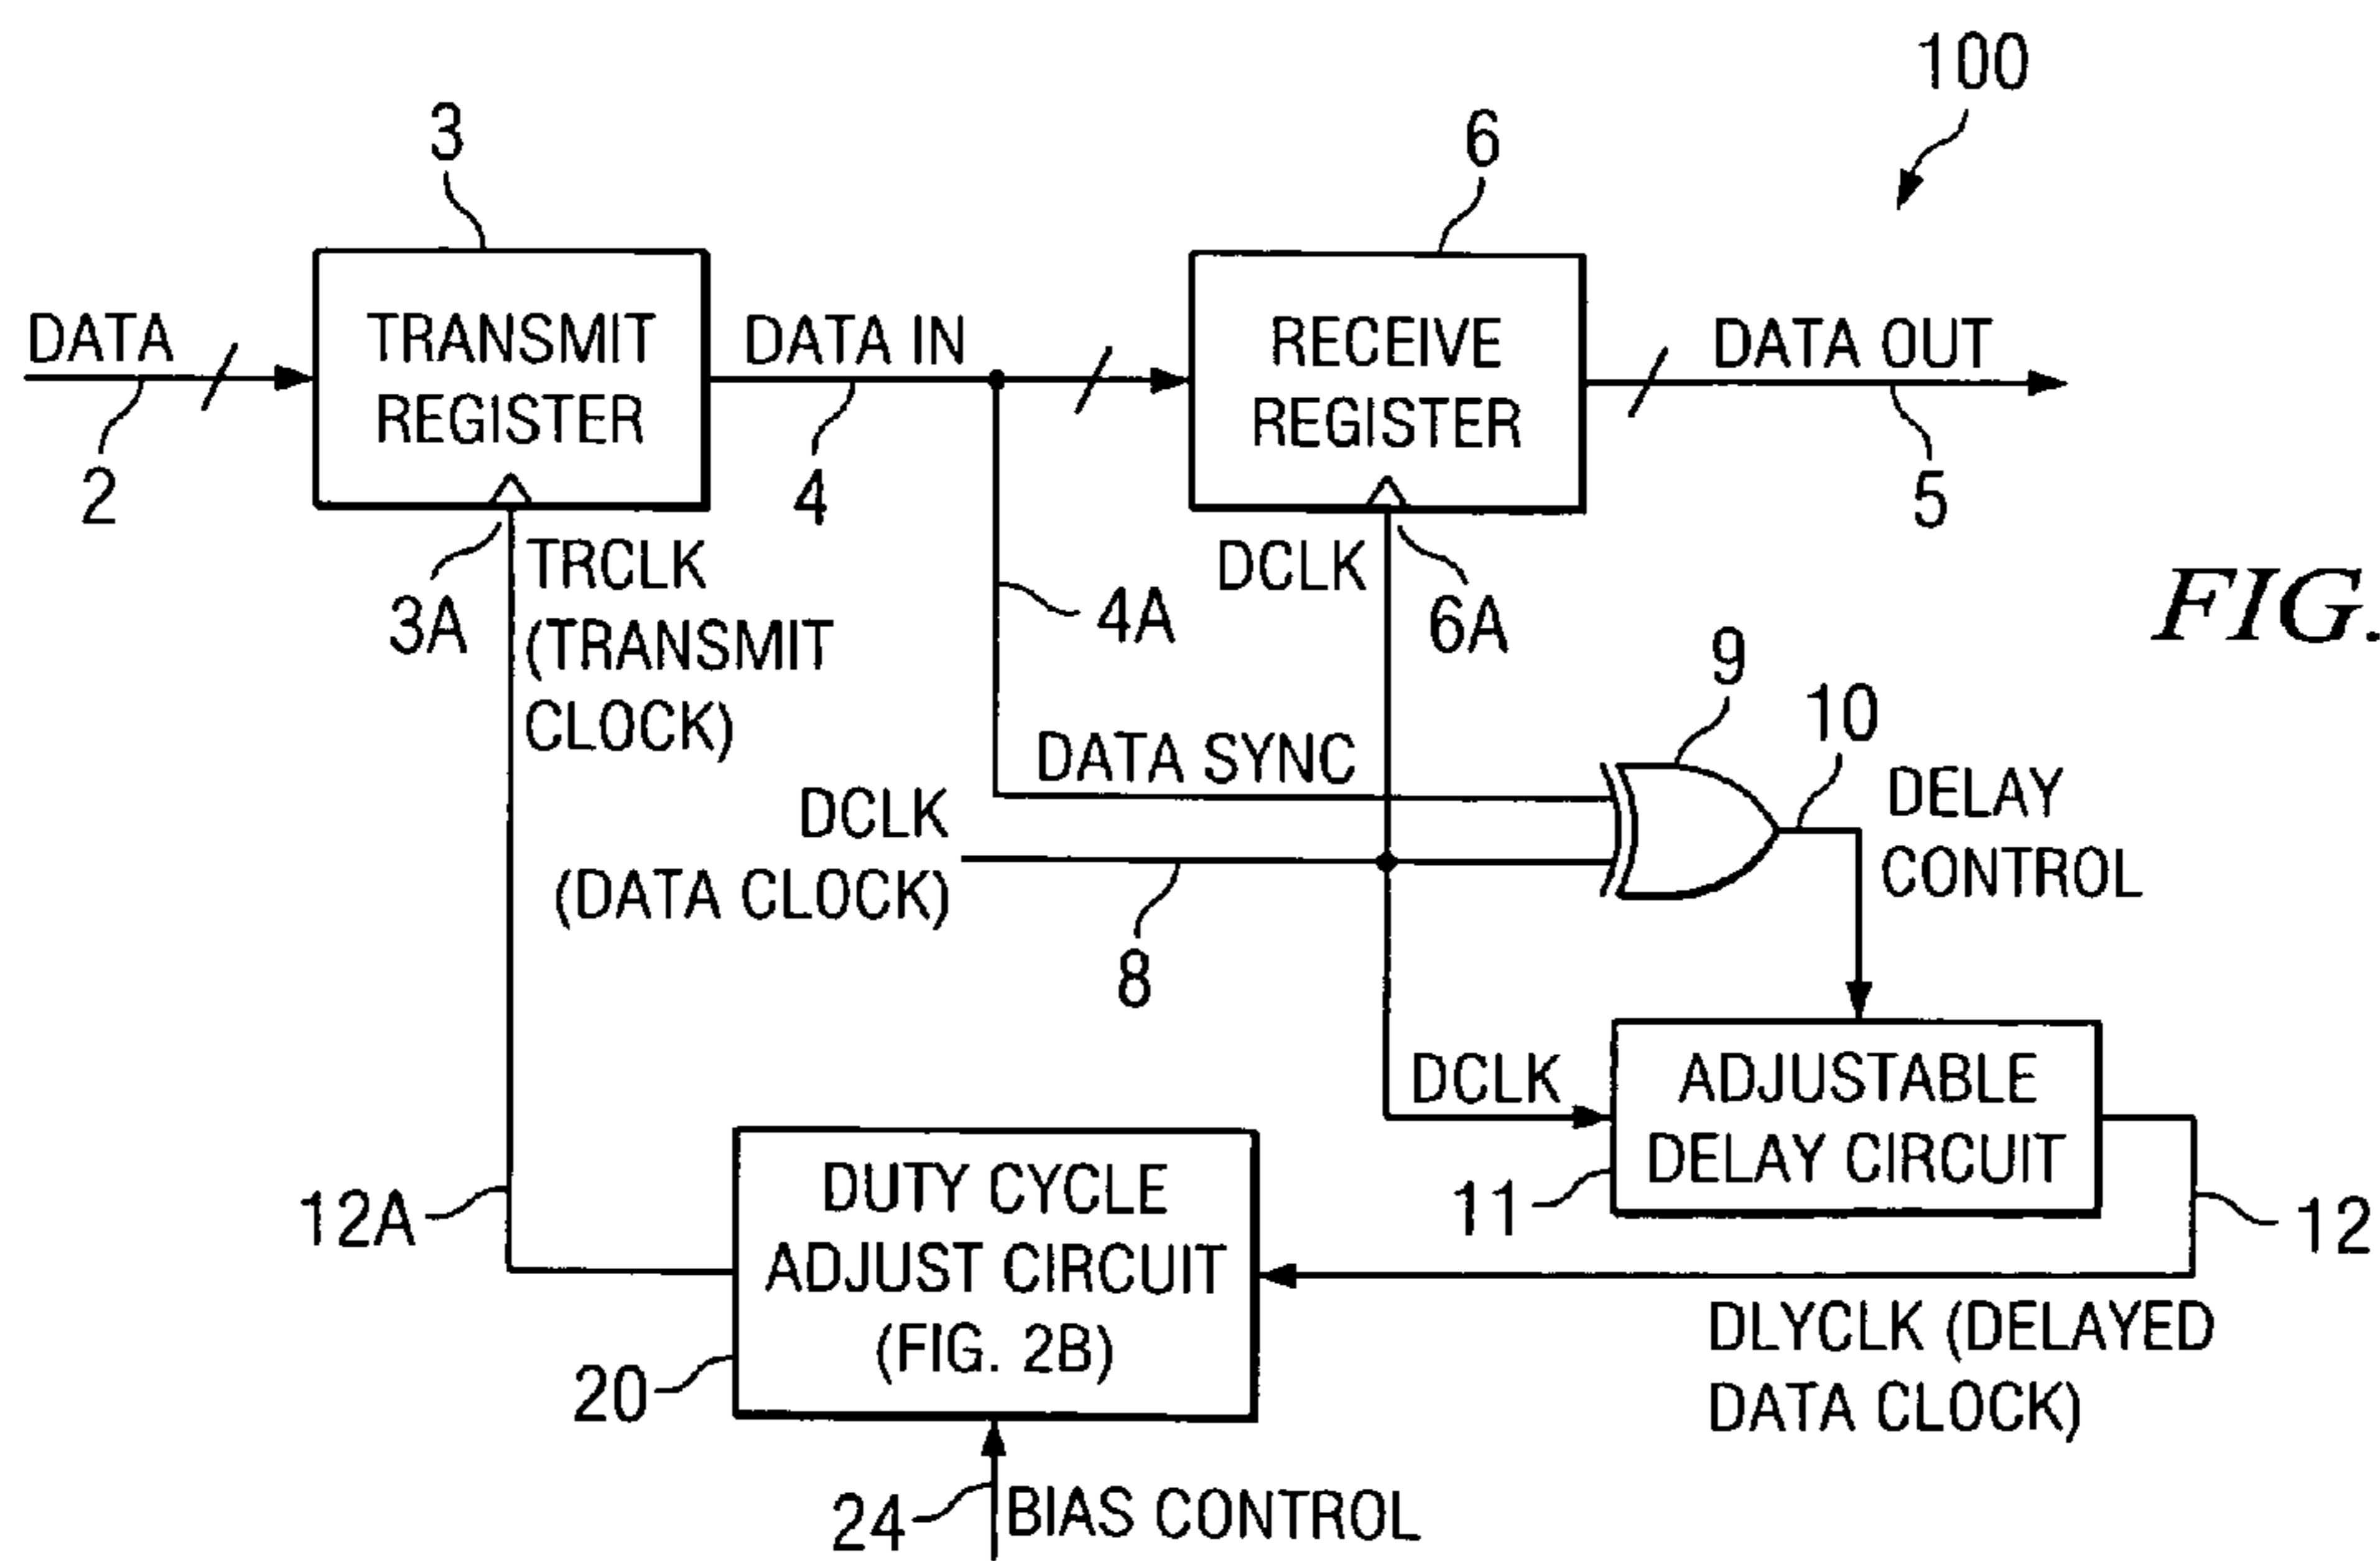 100
3
6
DATA
TRANSMIT
REGISTER
DATA IN
RECEIVE
REGISTER
DATA OUT
2
4
5
3A
TRCLK
(TRANSMIT
CLOCK)
4A
DCLK
6A
FIG.
9
10
DATA SYNC
DELAY
CONTROL
DCLK
(DATA CLOCK)
8
DCLK
ADJUSTABLE
DELAY CIRCUIT
11
12
12A
DUTY CYCLE
ADJUST CIRCUIT
(FIG. 2B)
20
DLYCLK (DELAYED
DATA CLOCK)
24
BIAS CONTROL